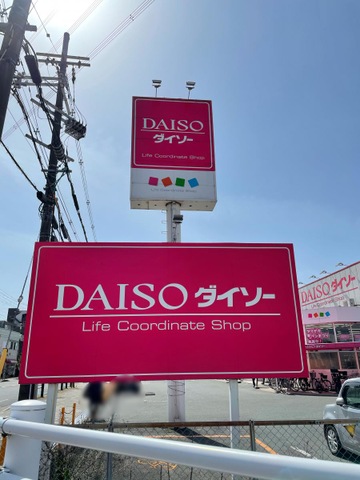 DAISO
ダイソー
Life Coordinate Shop
DAISO ダイソー
Life Coordinate Shop
DAISO ダイソー